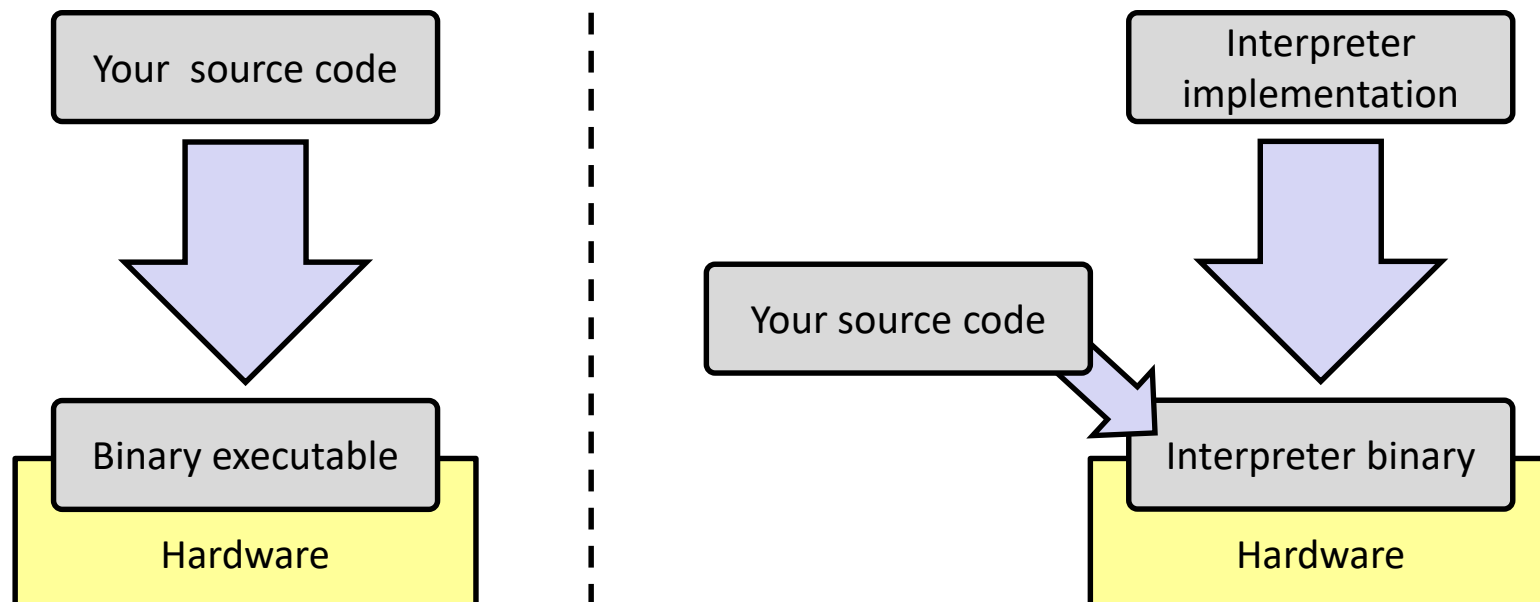 Your  source code
Binary executable
Hardware
Interpreter
implementation
Your source code
Interpreter binary
Hardware